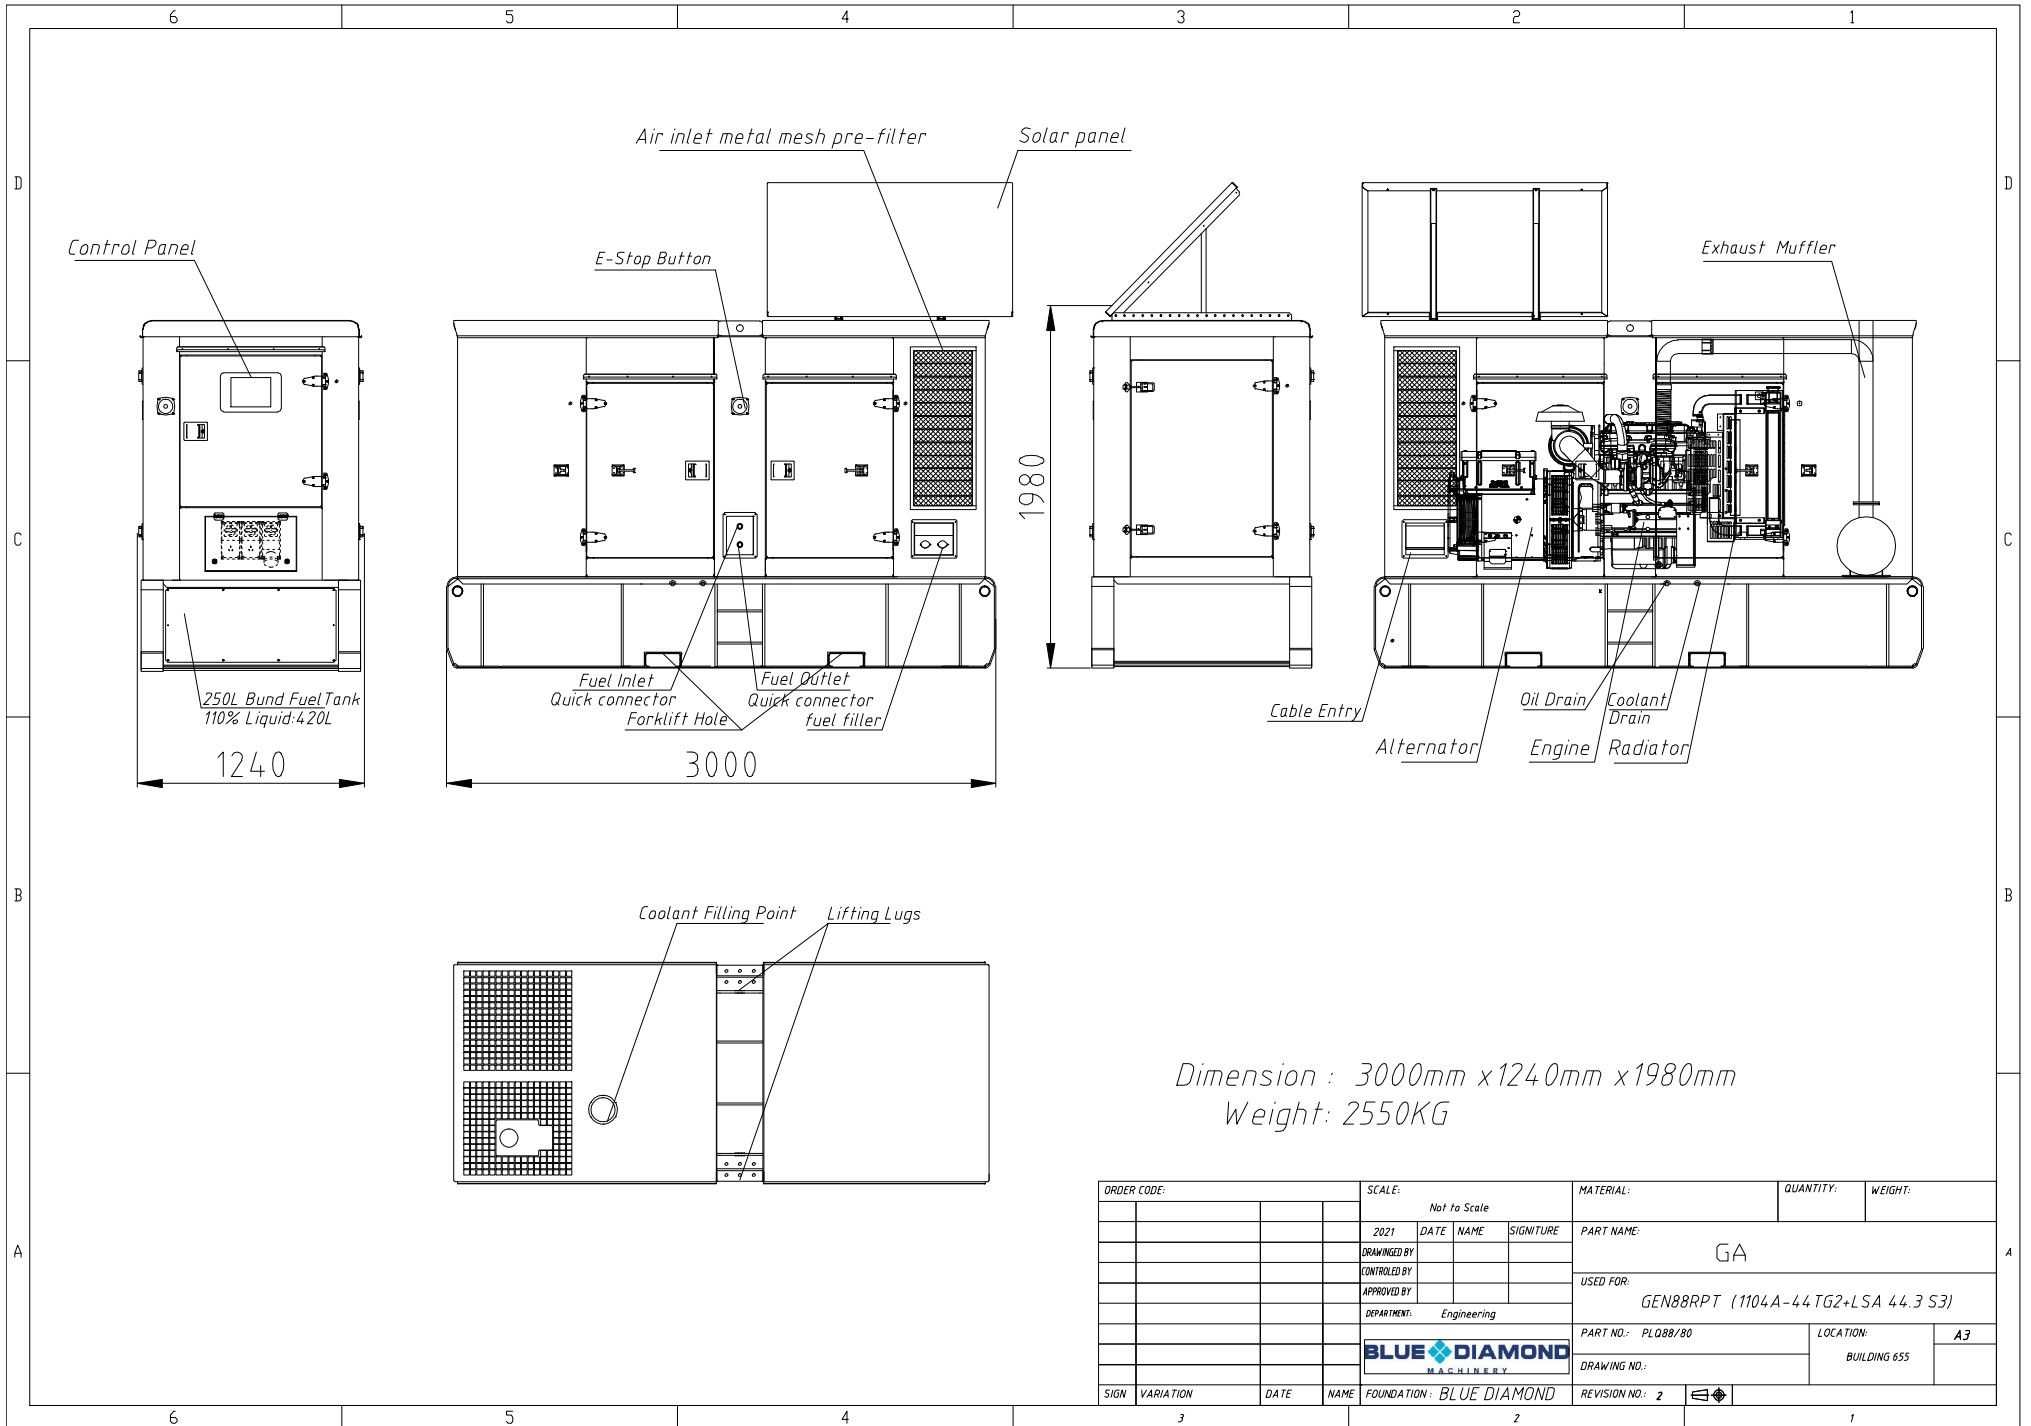 6 5 4 3 2 1
D D
C C
B B
A A
Air inlet metal mesh pre-filter
Solar panel
Control Panel
E-Stop Button
Exhaust Muffler
1980
250L Bund Fuel Tank
110% Liquid:420L
Fuel Inlet
Quick connector
Fuel Outlet
Quick connector
Forklift Hole
fuel filler
Cable Entry
Oil Drain
Coolant
Drain
Alternator
Engine
Radiator
1240
3000
Coolant Filling Point
Lifting Lugs
Dimension : 3000mm x1240mm x1980mm
Weight: 2550KG
ORDER CODE:
SIGN VARIATION DATE NAME
SCALE:
Not to Scale
2021 DATE NAME SIGNITURE
DRAWINGED BY
CONTROLED BY
APPROVED BY
DEPARTMENT: Engineering
BLUE DIAMOND
MACHINERY
FOUNDATION : BLUE DIAMOND
MATERIAL:
QUANTITY:
WEIGHT:
PART NAME:
GA
USED FOR:
GEN88RPT (1104A-44TG2+LSA 44.3 S3)
PART NO.: PLQ88/80
LOCATION:
BUILDING 655
A3
DRAWING NO.:
REVISION NO.: 2
6 5 4 3 2 1